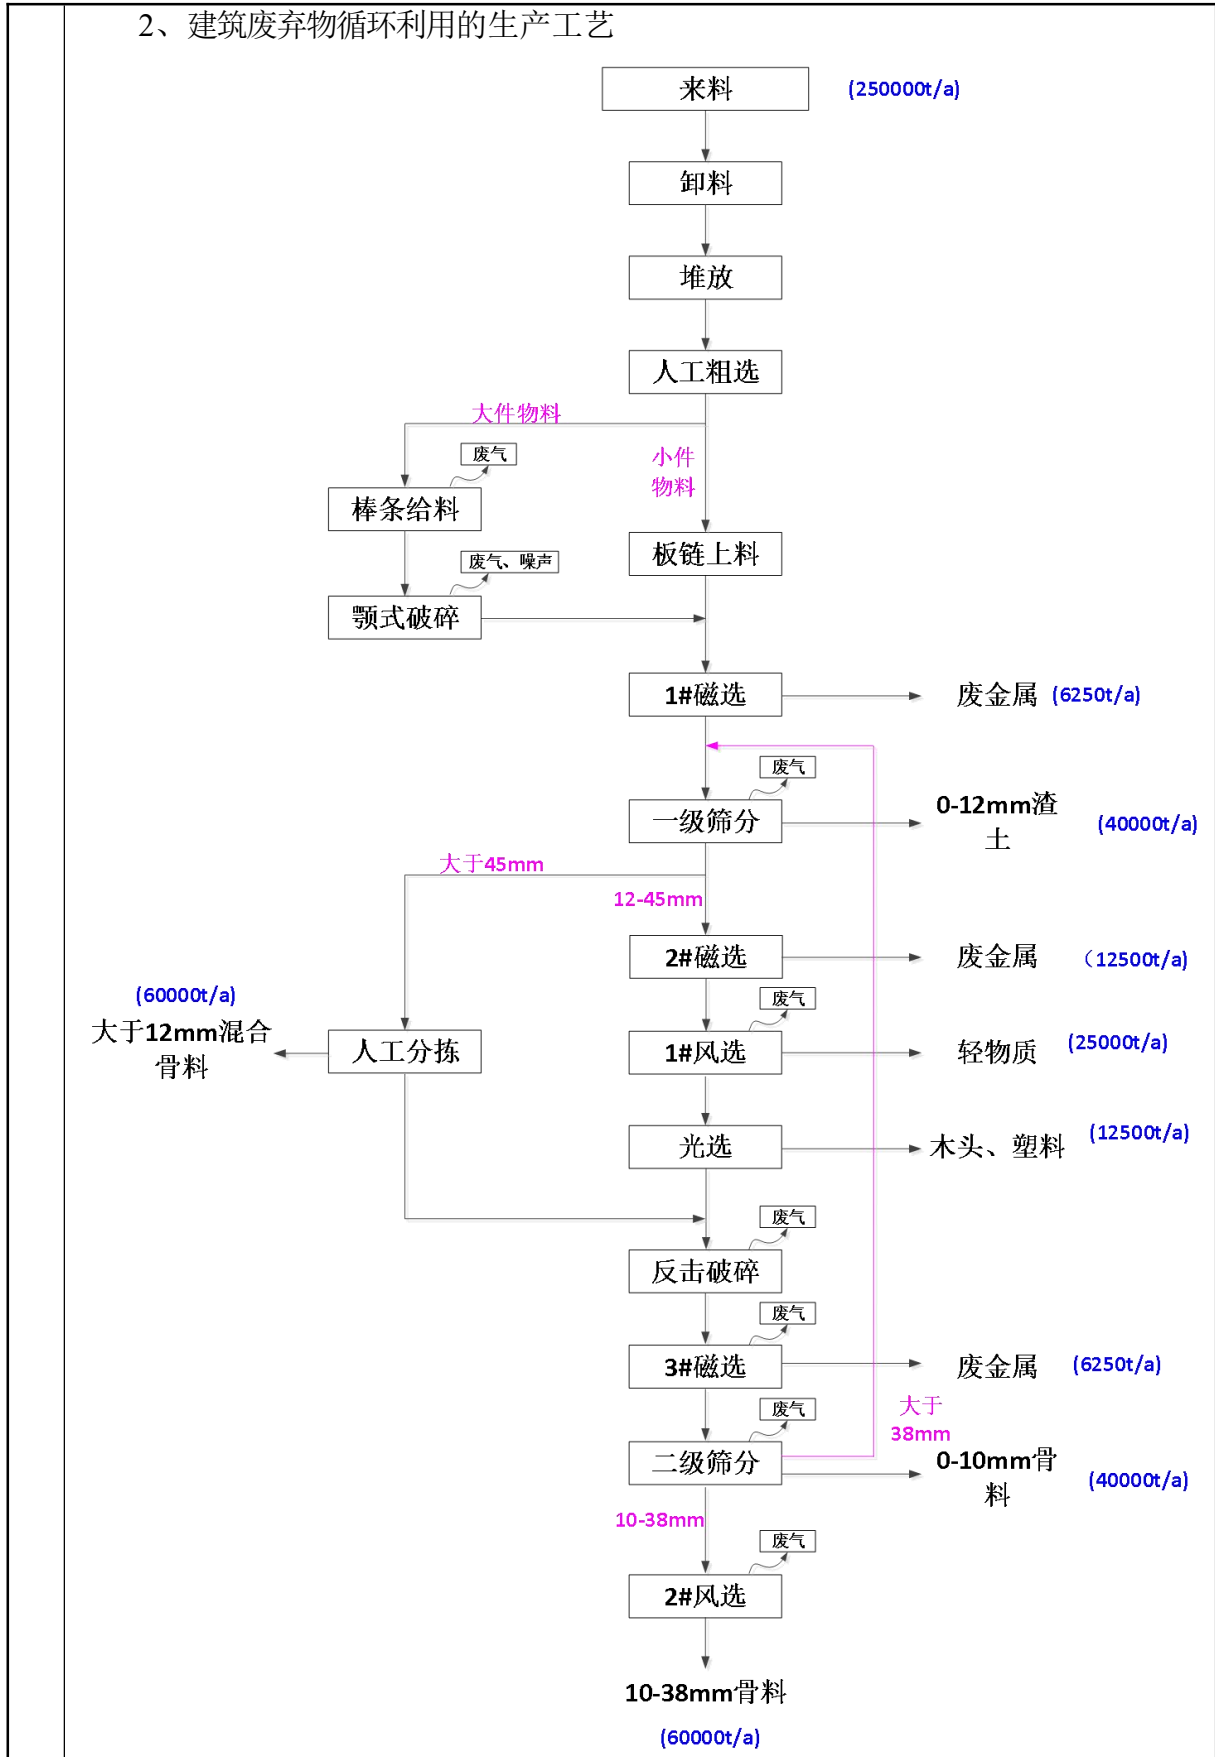 2、建筑废弃物循环利用的生产工艺
来料
(250000t/a)
卸料
堆放
人工粗选
大件物料
小件
物料
废气
棒条给料
板链上料
废气、噪声
颚式破碎
1#磁选
废金属
(6250t/a)
废气
一级筛分
0-12mm渣
土
(40000t/a)
大于45mm
12-45mm
2#磁选
废金属
（12500t/a)
(60000t/a)
大于12mm混合
骨料
人工分拣
废气
1#风选
轻物质
(25000t/a)
光选
木头、塑料
(12500t/a)
废气
反击破碎
废气
3#磁选
废金属
(6250t/a)
废气
大于
38mm
二级筛分
0-10mm骨
料
(40000t/a)
10-38mm
废气
2#风选
10-38mm骨料
(60000t/a)